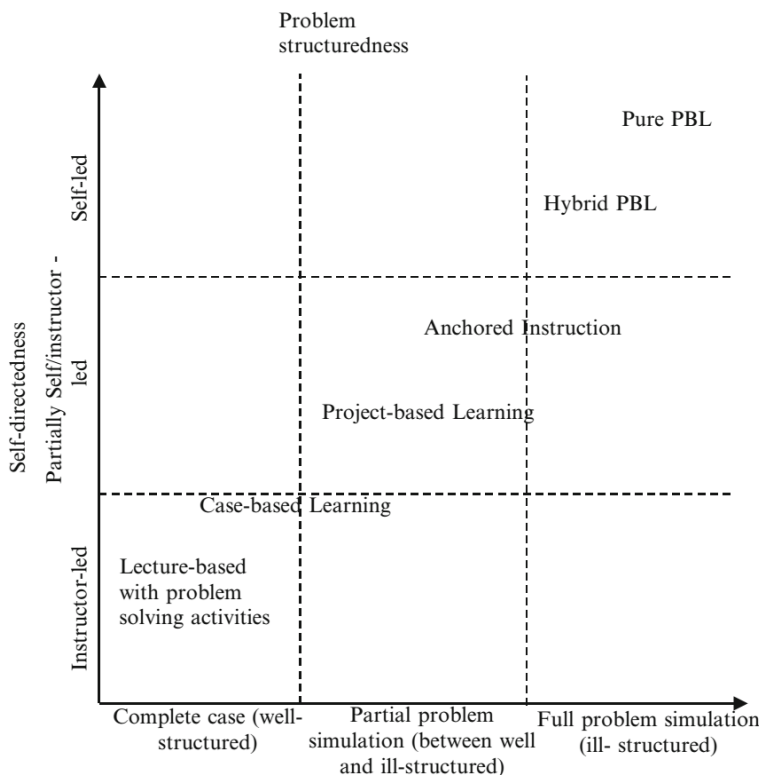 Problem
structuredness
Pure PBL
Self-led
Hybrid PBL
Anchored Instruction
Self-directedness
Partially Self/instructor -
led
Project-based Learning
Case-based Learning
Instructor-led
Lecture-based
with problem
solving activities
Complete case (well-
structured)
Partial problem
simulation (between well
and ill-structured)
Full problem simulation
(ill- structured)